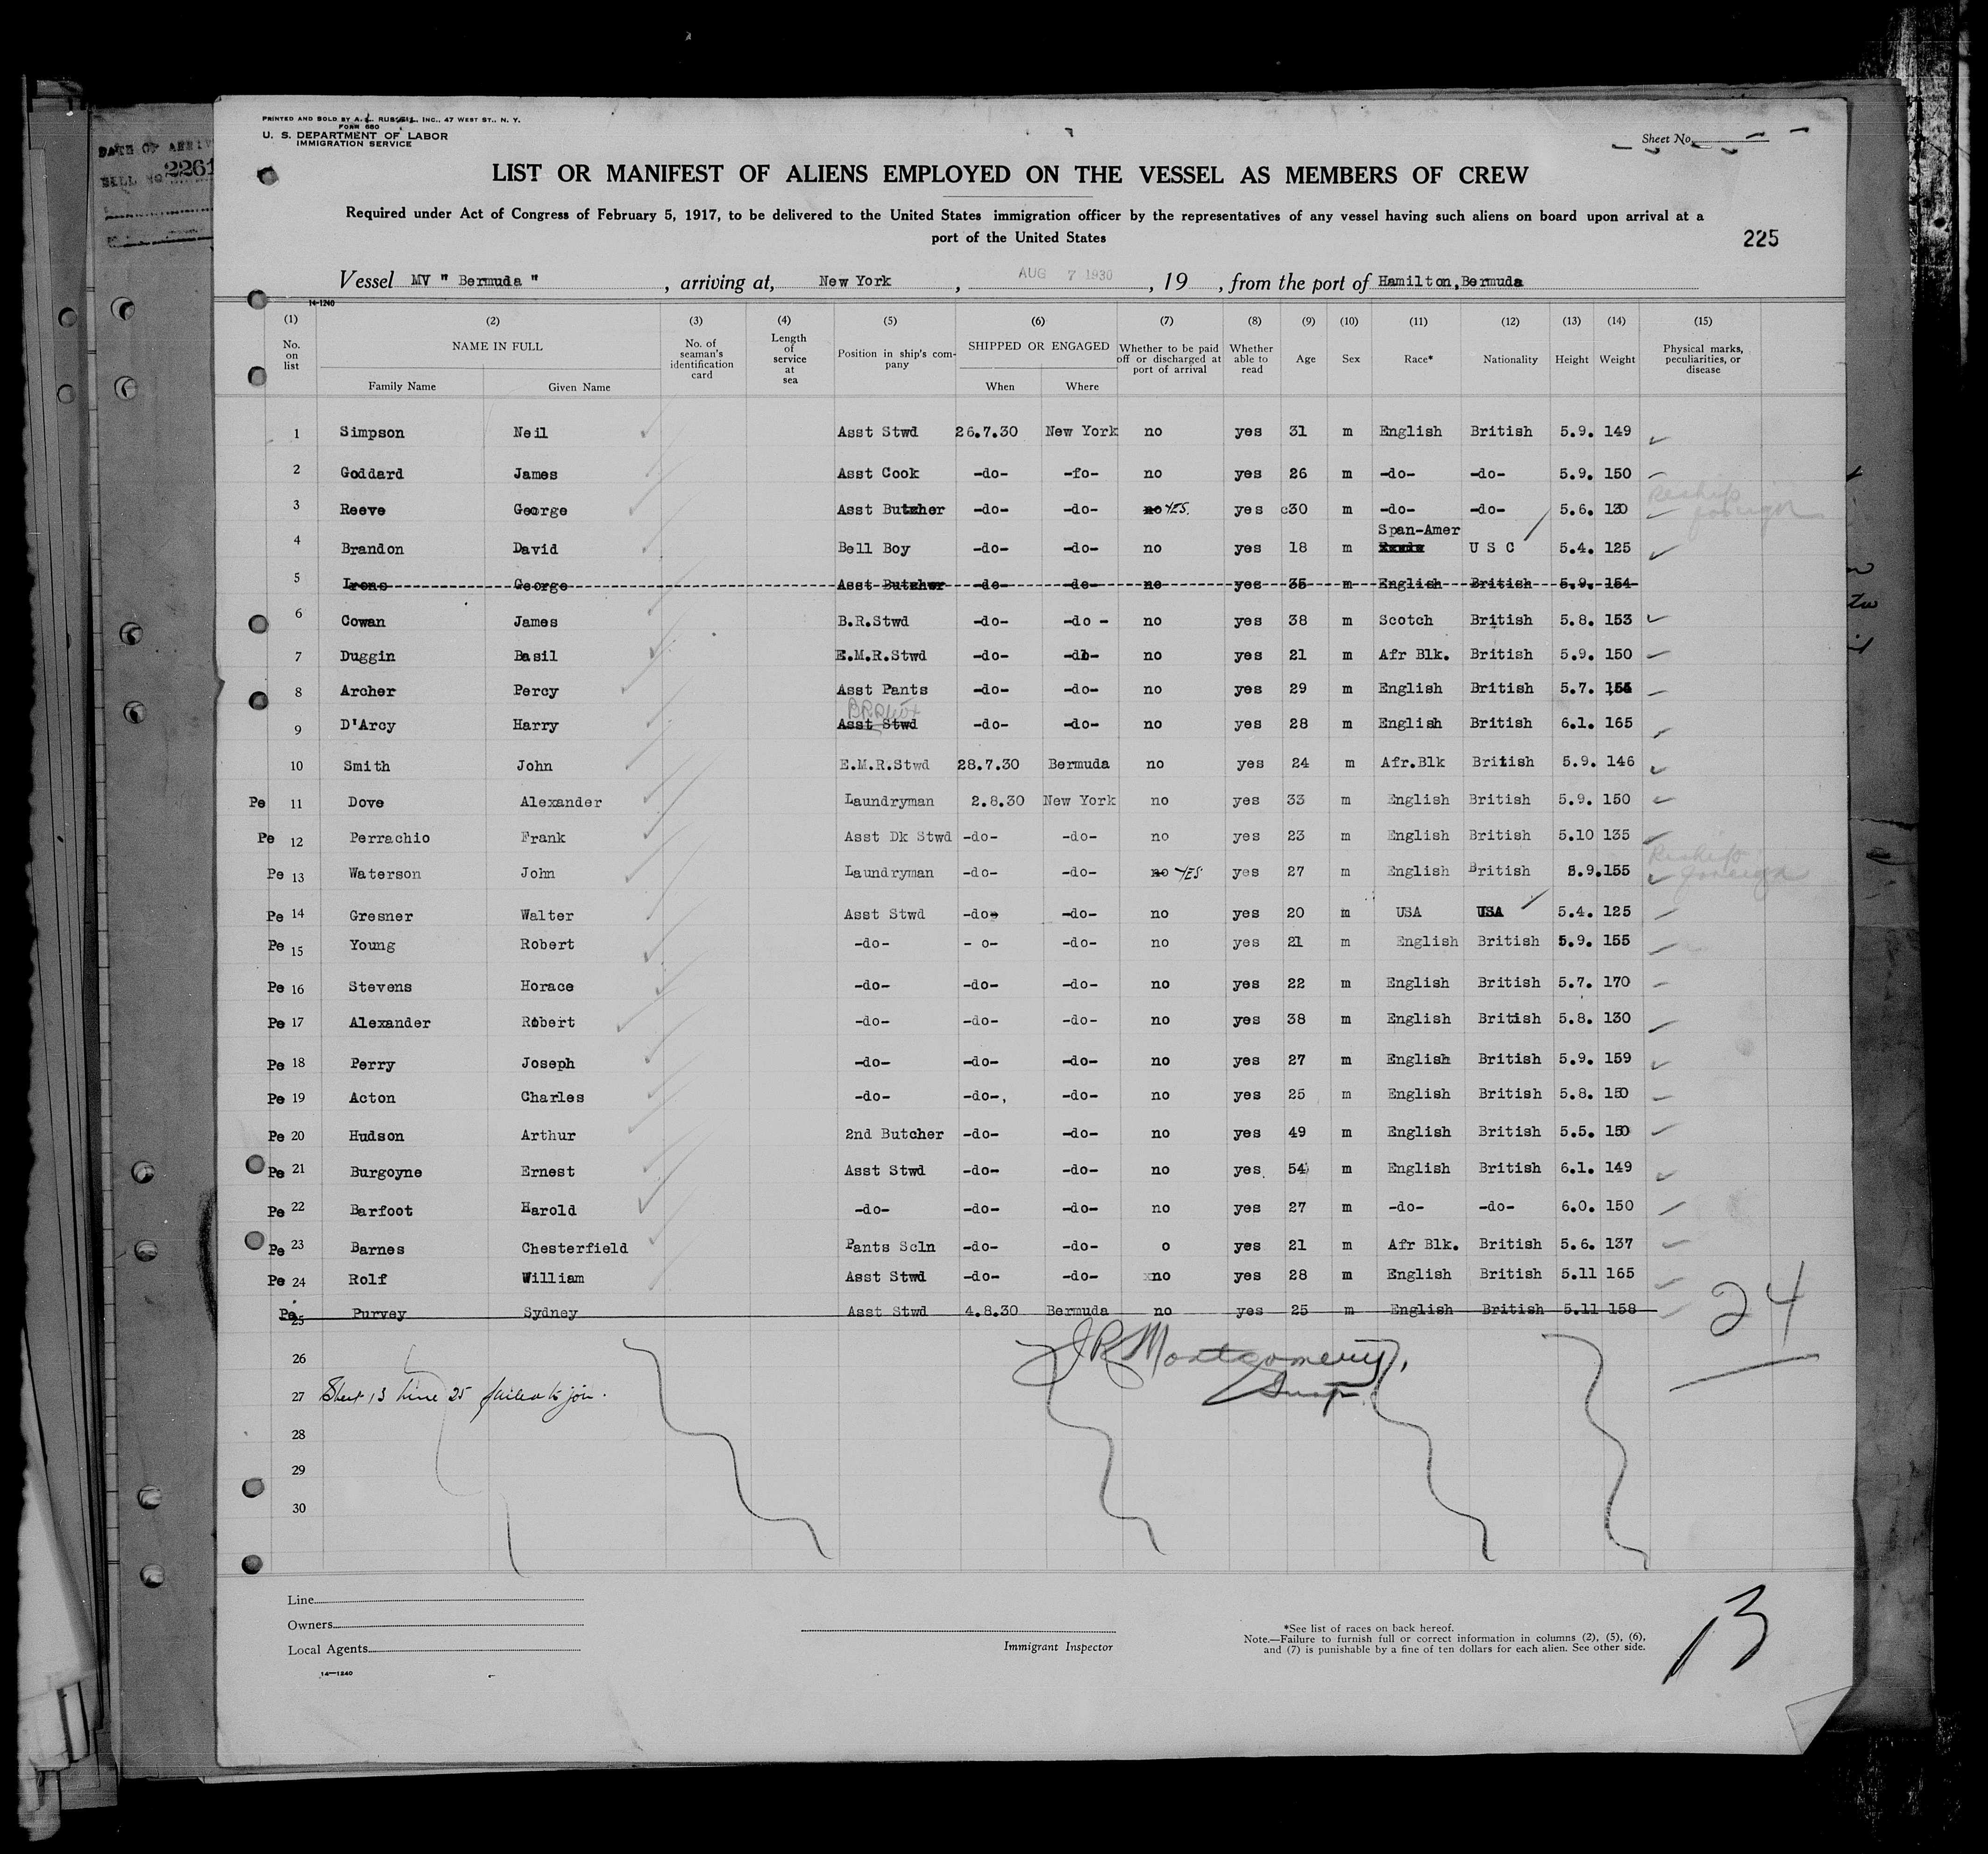 DATE OF ARRIV
BILL NO 2261
PRINTED AND SOLD BY A. L. RUSSELL, INC., 47 WEST ST., N. Y.
FORM 680
U. S. DEPARTMENT OF LABOR
IMMIGRATION SERVICE
Sheet No.
LIST OR MANIFEST OF ALIENS EMPLOYED ON THE VESSEL AS MEMBERS OF CREW
Required under Act of Congress of February 5, 1917, to be delivered to the United States immigration officer by the representatives of any vessel having such aliens on board upon arrival at a
port of the United States
225
Vessel MV " Bermuda " , arriving at, New York , AUG 7 1930 , 19 , from the port of Hamilton, Bermuda
14-1240
(1) (2) (3) (4) (5) (6) (7) (8) (9) (10) (11) (12) (13) (14) (15)
No. on list NAME IN FULL Family Name Given Name No. of seaman's identification card Length of service at sea Position in ship's company SHIPPED OR ENGAGED When Where Whether to be paid off or discharged at port of arrival Whether able to read Age Sex Race* Nationality Height Weight Physical marks, peculiarities, or disease
1 Simpson Neil Asst Stwd 26.7.30 New York no yes 31 m English British 5.9. 149
2 Goddard James Asst Cook -do- -fo- no yes 26 m -do- -do- 5.9. 150
3 Reeve George Asst Butcher -do- -do- no YES. yes 30 m -do- -do- 5.6. 130 Reship foreign
4 Brandon David Bell Boy -do- -do- no yes 18 m Span-Amer U S C 5.4. 125
5 Irons George Asst Butcher -do- -do- no yes 35 m English British 5.9. 154
6 Cowan James B.R.Stwd -do- -do - no yes 38 m Scotch British 5.8. 153
7 Duggin Basil E.M.R.Stwd -do- -do- no yes 21 m Afr Blk. British 5.9. 150
8 Archer Percy Asst Pants -do- -do- no yes 29 m English British 5.7.
9 D'Arcy Harry Asst Stwd -do- -do- no yes 28 m English British 6.1. 165
10 Smith John E.M.R.Stwd 28.7.30 Bermuda no yes 24 m Afr.Blk British 5.9. 146
Pe 11 Dove Alexander Laundryman 2.8.30 New York no yes 33 m English British 5.9. 150
Pe 12 Perrachio Frank Asst Dk Stwd -do- -do- no yes 23 m English British 5.10 135
Pe 13 Waterson John Laundryman -do- -do- no YES yes 27 m English British 5.9. 155 Reship foreign
Pe 14 Gresner Walter Asst Stwd -do- -do- no yes 20 m USA USA 5.4. 125
Pe 15 Young Robert -do- - o- -do- no yes 21 m English British 5.9. 155
Pe 16 Stevens Horace -do- -do- -do- no yes 22 m English British 5.7. 170
Pe 17 Alexander Robert -do- -do- -do- no yes 38 m English British 5.8. 130
Pe 18 Perry Joseph -do- -do- -do- no yes 27 m English British 5.9. 159
Pe 19 Acton Charles -do- -do-, -do- no yes 25 m English British 5.8. 150
Pe 20 Hudson Arthur 2nd Butcher -do- -do- no yes 49 m English British 5.5. 150
Pe 21 Burgoyne Ernest Asst Stwd -do- -do- no yes. 54 m English British 6.1. 149
Pe 22 Barfoot Harold -do- -do- -do- no yes 27 m -do- -do- 6.0. 150
Pe 23 Barnes Chesterfield Pants Scln -do- -do- o yes 21 m Afr Blk. British 5.6. 137
Pe 24 Rolf William Asst Stwd -do- -do- xno yes 28 m English British 5.11 165
Pe 25 Purvey Sydney Asst Stwd 4.8.30 Bermuda no yes 25 m English British 5.11 158
24
26
J R Montgomery,
27 Sheet 13 line 25 failed to join.
28
29
30
Line
Owners
Local Agents
14-1240
Immigrant Inspector
*See list of races on back hereof.
Note.—Failure to furnish full or correct information in columns (2), (5), (6),
and (7) is punishable by a fine of ten dollars for each alien. See other side.
13